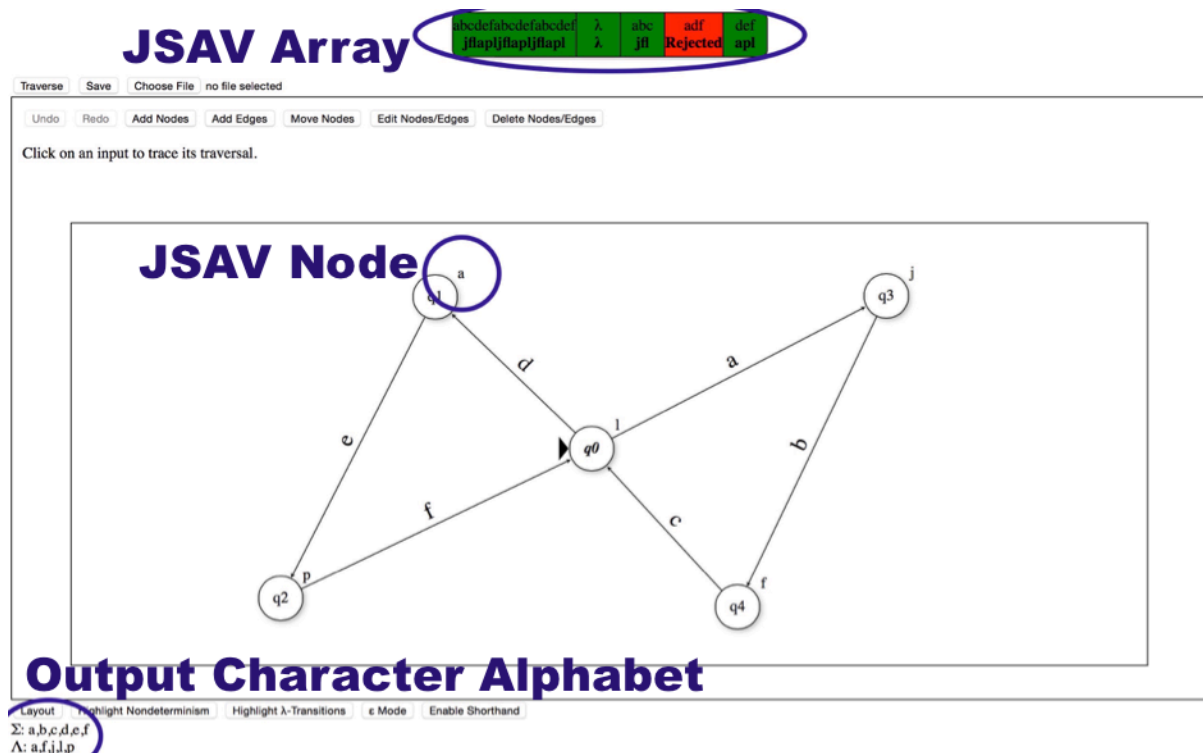 abcdefabcdefabcdef λ abc adf def
jflapljflapljflapl λ jfl Rejected apl
JSAV Array
Traverse Save Choose File no file selected
Undo Redo Add Nodes Add Edges Move Nodes Edit Nodes/Edges Delete Nodes/Edges
Click on an input to trace its traversal.
JSAV Node
a
j
q1
q3
d
a
l
e
q0
b
f
c
p
f
q2
q4
Output Character Alphabet
Layout Highlight Nondeterminism Highlight λ-Transitions ε Mode Enable Shorthand
Σ: a,b,c,d,e,f
Λ: a,f,j,l,p